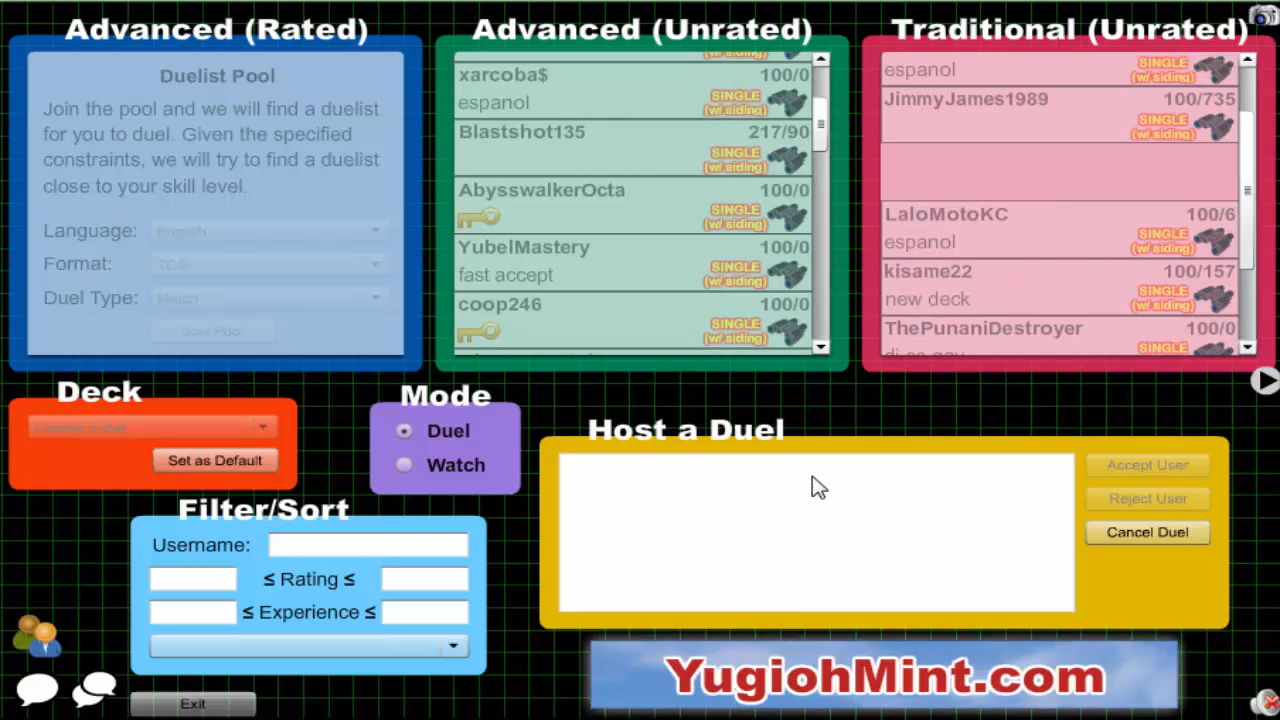 Advanced (Rated)
Duelist Pool
Join the pool and we will find a duelist
for you to duel. Given the specified
constraints, we will try to find a duelist
close to your skill level.
Language: English
Format: TCG
Duel Type: Match
Join Pool
Advanced (Unrated)
(w/ siding)
xarcoba$ 100/0
espanol SINGLE
(w/ siding)
Blastshot135 217/90
SINGLE
(w/ siding)
AbysswalkerOcta 100/0
SINGLE
(w/ siding)
YubelMastery 100/0
fast accept SINGLE
(w/ siding)
coop246 100/0
SINGLE
(w/ siding)
Traditional (Unrated)
espanol SINGLE
(w/ siding)
JimmyJames1989 100/735
SINGLE
(w/ siding)
LaloMotoKC 100/6
espanol SINGLE
(w/ siding)
kisame22 100/157
new deck SINGLE
(w/ siding)
ThePunaniDestroyer 100/0
SINGLE
Deck
Set as Default
Mode
Duel
Watch
Host a Duel
Accept User
Reject User
Cancel Duel
Filter/Sort
Username:
≤ Rating ≤
≤ Experience ≤
Exit
YugiohMint.com